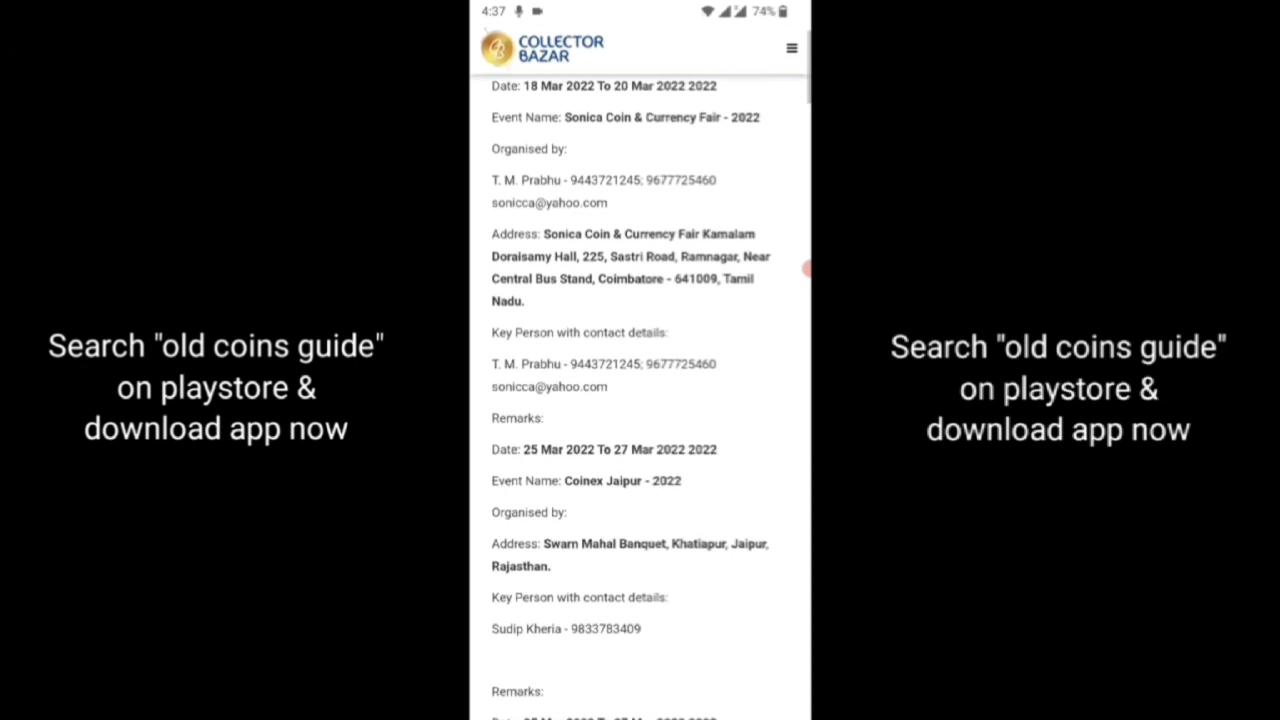 4:37
74%
COLLECTOR
BAZAR
Date: 18 Mar 2022 To 20 Mar 2022 2022
Event Name: Sonica Coin & Currency Fair - 2022
Organised by:
T. M. Prabhu - 9443721245; 9677725460
sonicca@yahoo.com
Address: Sonica Coin & Currency Fair Kamalam
Doraisamy Hall, 225, Sastri Road, Ramnagar, Near
Central Bus Stand, Coimbatore - 641009, Tamil
Nadu.
Key Person with contact details:
T. M. Prabhu - 9443721245; 9677725460
sonicca@yahoo.com
Remarks:
Date: 25 Mar 2022 To 27 Mar 2022 2022
Event Name: Coinex Jaipur - 2022
Organised by:
Address: Swarn Mahal Banquet, Khatiapur, Jaipur,
Rajasthan.
Key Person with contact details:
Sudip Kheria - 9833783409
Remarks:
Search "old coins guide"
on playstore &
download app now
Search "old coins guide"
on playstore &
download app now